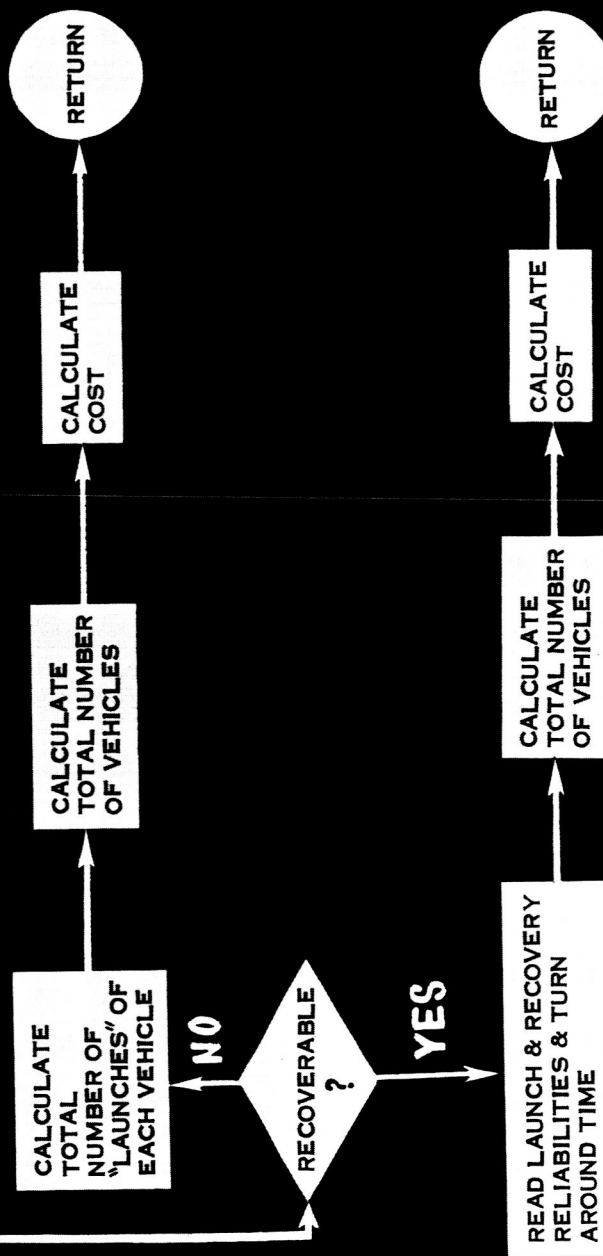 CALCULATE
TOTAL
NUMBER OF
"LAUNCHES" OF
EACH VEHICLE
CALCULATE
TOTAL NUMBER
OF VEHICLES
CALCULATE
COST
RETURN
NO
RECOVERABLE
?
YES
READ LAUNCH & RECOVERY
RELIABILITIES & TURN
AROUND TIME
CALCULATE
TOTAL NUMBER
OF VEHICLES
CALCULATE
COST
RETURN